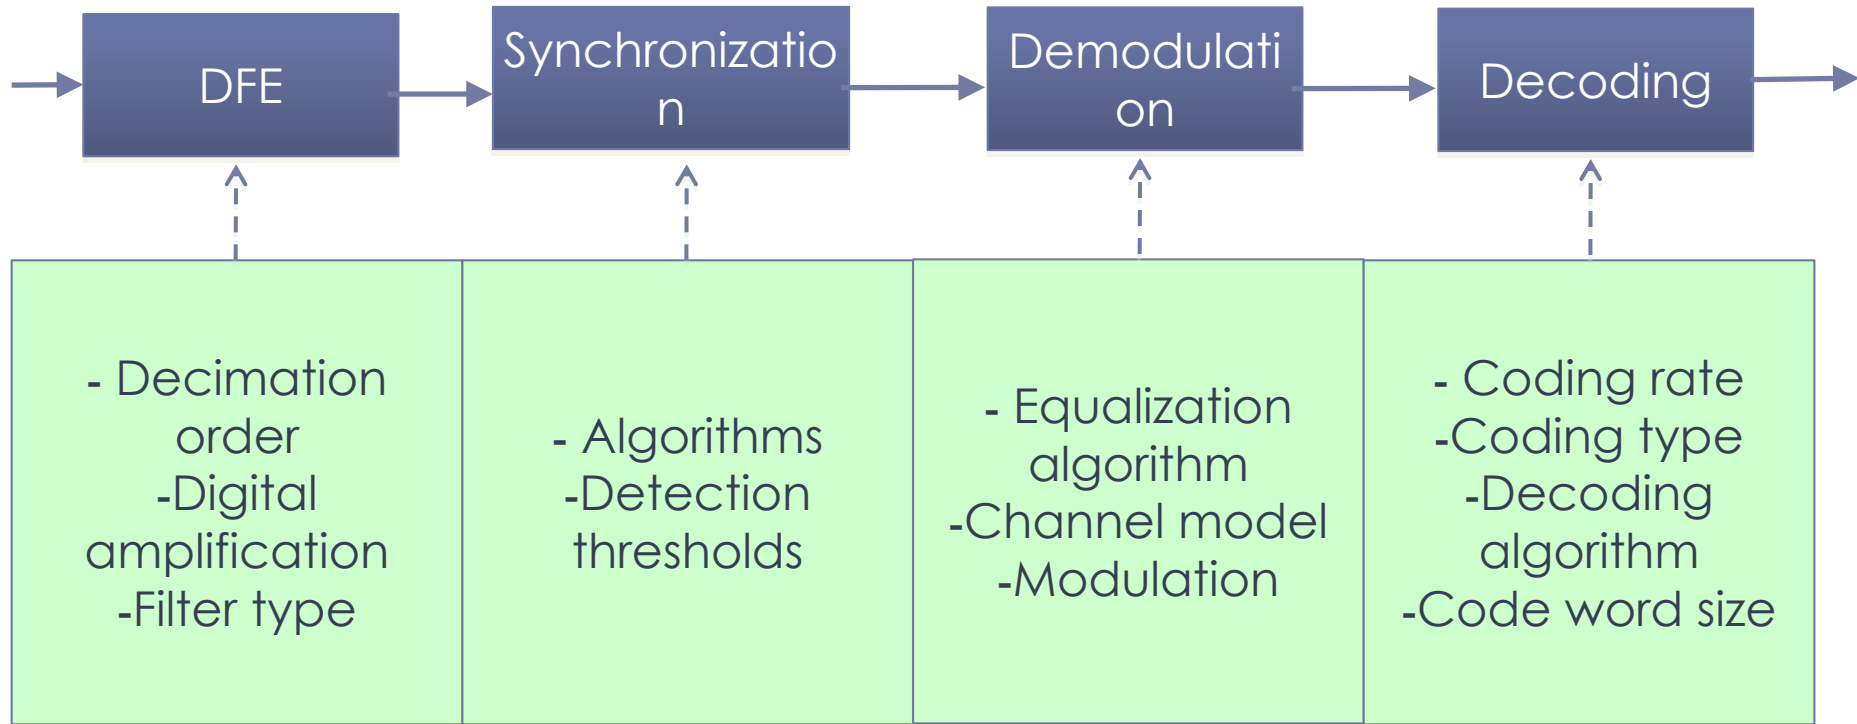 DFE
Synchronizatio
n
Demodulati
on
Decoding
- Decimation
order
-Digital
amplification
-Filter type
- Algorithms
-Detection
thresholds
- Equalization
algorithm
-Channel model
-Modulation
- Coding rate
-Coding type
-Decoding
algorithm
-Code word size